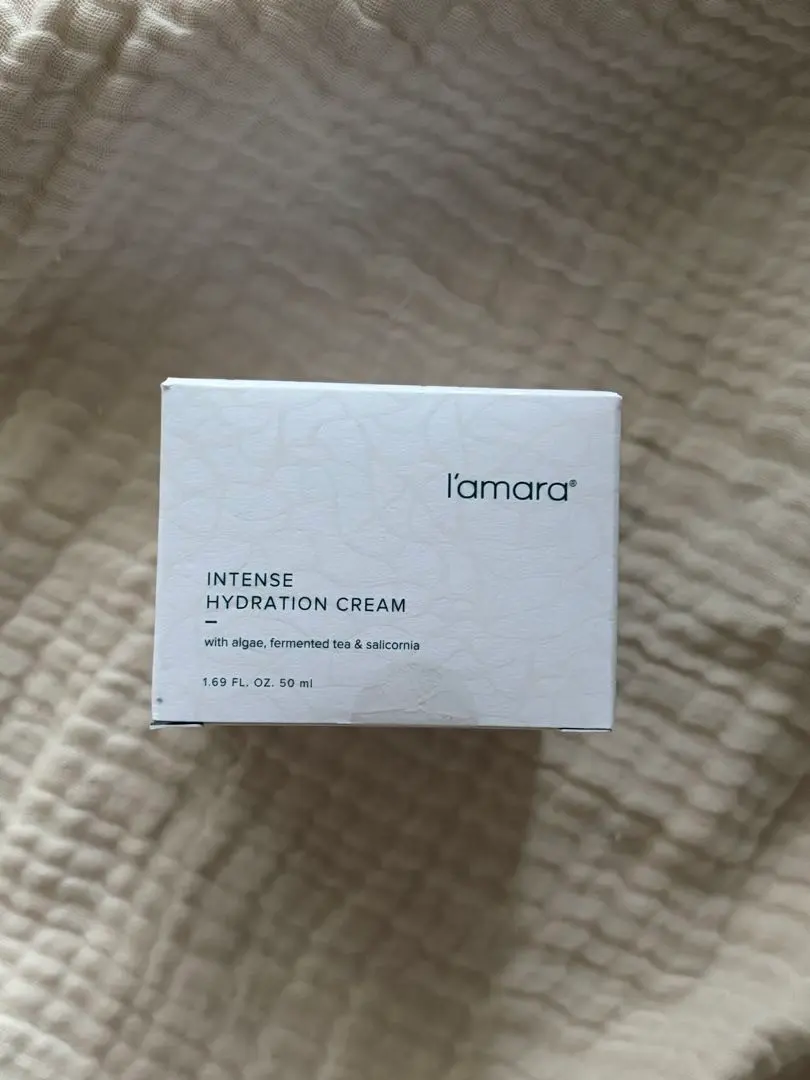 l'amara®
INTENSE
HYDRATION CREAM
with algae, fermented tea & salicornia
1.69 FL. OZ. 50 ml